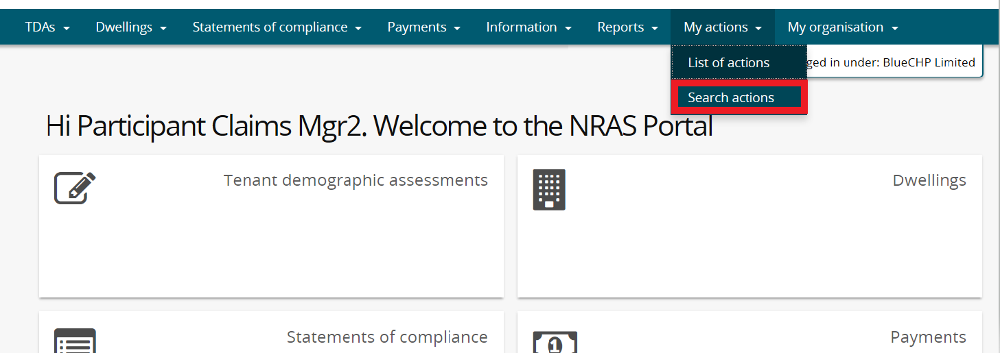 TDAs Dwellings Statements of compliance Payments Information Reports My actions My organisation
List of actions
in under: BlueCHP Limited
Search actions
Hi Participant Claims Mgr2. Welcome to the NRAS Portal
Tenant demographic assessments
Dwellings
Statements of compliance
1
Payments